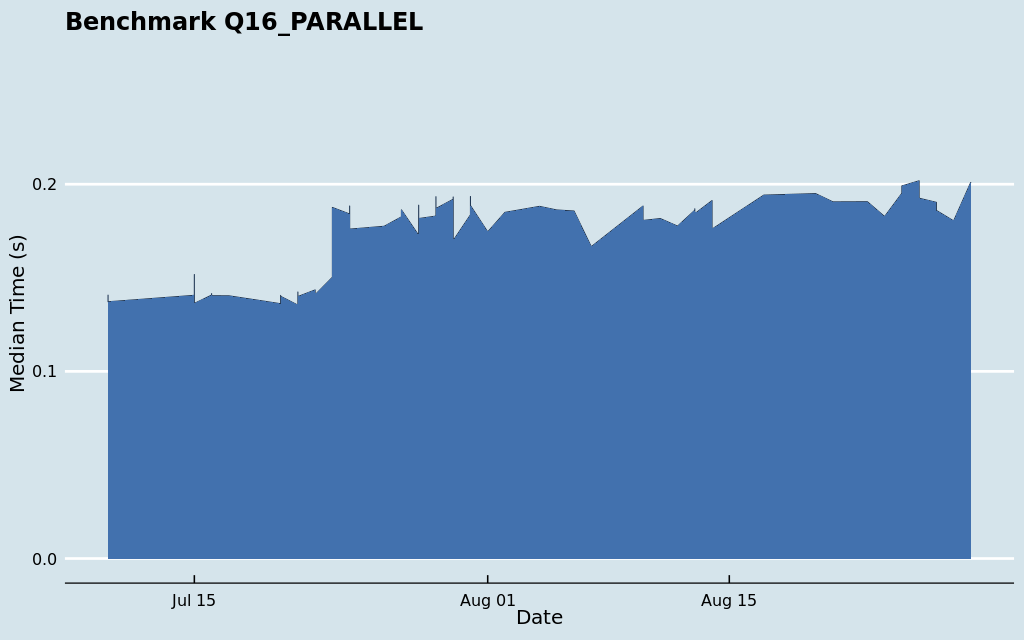 Benchmark Q16_PARALLEL
Median Time (s)
0.2
0.1
0.0
Jul 15
Aug 01
Aug 15
Date